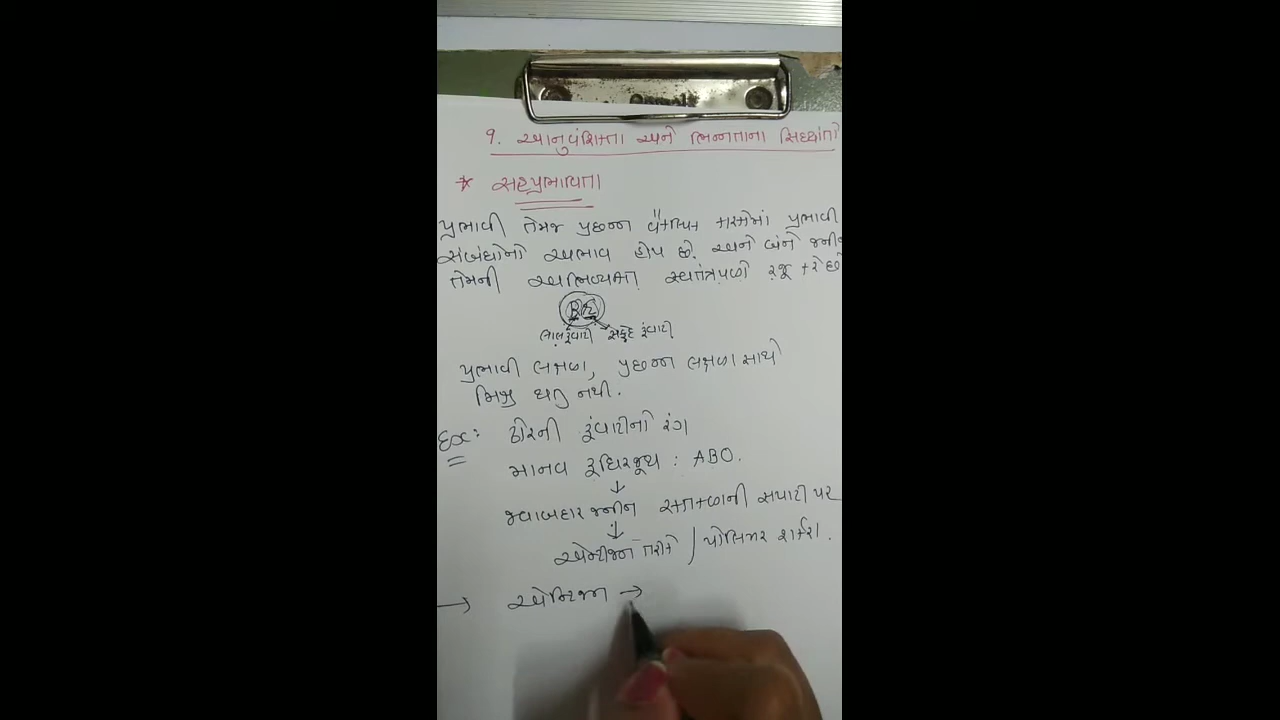 ૧. આનુવંશિકતા અને ભિન્નતાના સિદ્ધાંતો
* સહપ્રભાવિતા
પ્રભાવી તેમજ પ્રચ્છન્ન વૈકલ્પિક કારકોમાં પ્રભાવી
સંબંધોનો અભાવ હોય છે. અને બંને જનીન
તેમની અભિવ્યક્તિ સ્વતંત્રપણે રજૂ કરે છે
લાલ રૂંવાટી સફેદ રૂંવાટી
પ્રભાવી લક્ષણ, પ્રચ્છન્ન લક્ષણ સાથે
મિશ્ર થતુ નથી.
Ex: ઢોરની રૂંવાટીનો રંગ
માનવ રૂધિરજૂથ : ABO.
↓
જવાબદાર જનીન રક્તકણની સપાટી પર
↓
એન્ટીજન તરીકે / પોલિમર શર્કરા.
→ એન્ટિજન →